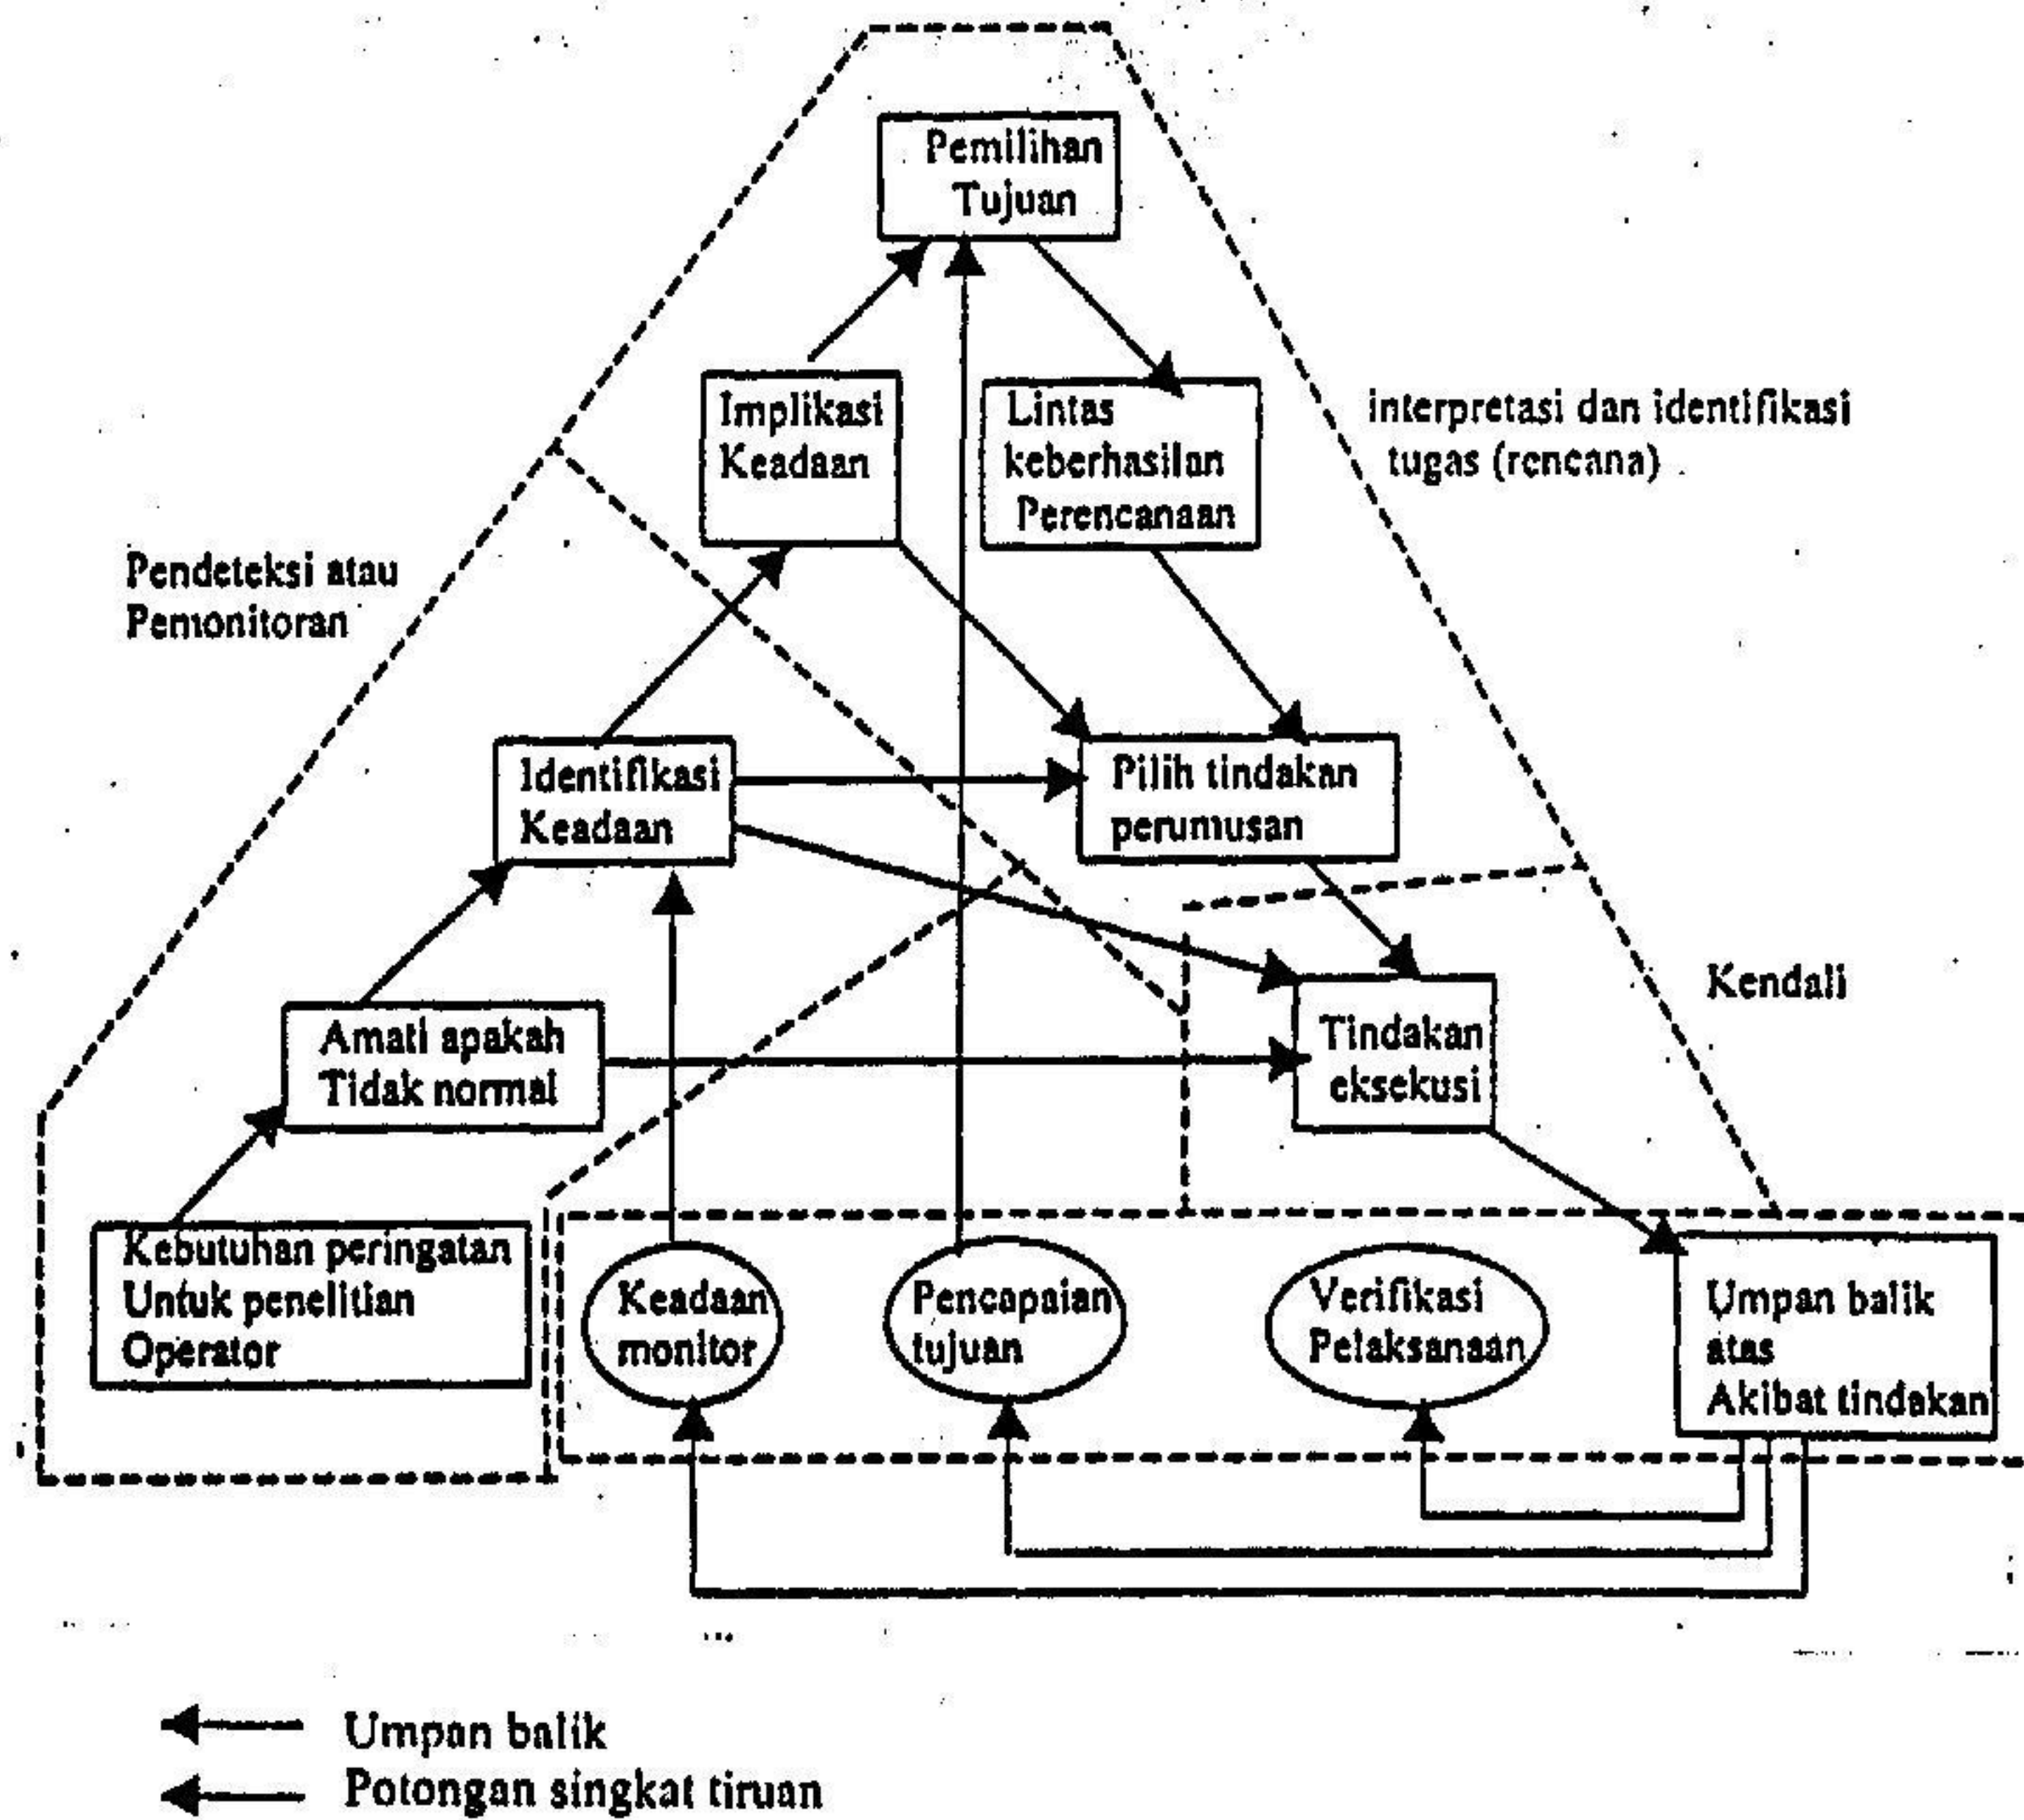 Pemilihan
Tujuan
Implikasi
Keadaan
Lintas
keberhasilan
Perencanaan
interpretasi dan identifikasi
tugas (rencana)
Pendeteksi atau
Pemonitoran
Identifikasi
Keadaan
Pilih tindakan
perumusan
Kendali
Amati apakah
Tidak normal
Tindakan
eksekusi
Kebutuhan peringatan
Untuk penelitian
Operator
Keadaan
monitor
Pencapaian
tujuan
Verifikasi
Pelaksanaan
Umpan balik
atas
Akibat tindakan
Umpan balik
Potongan singkat tiruan